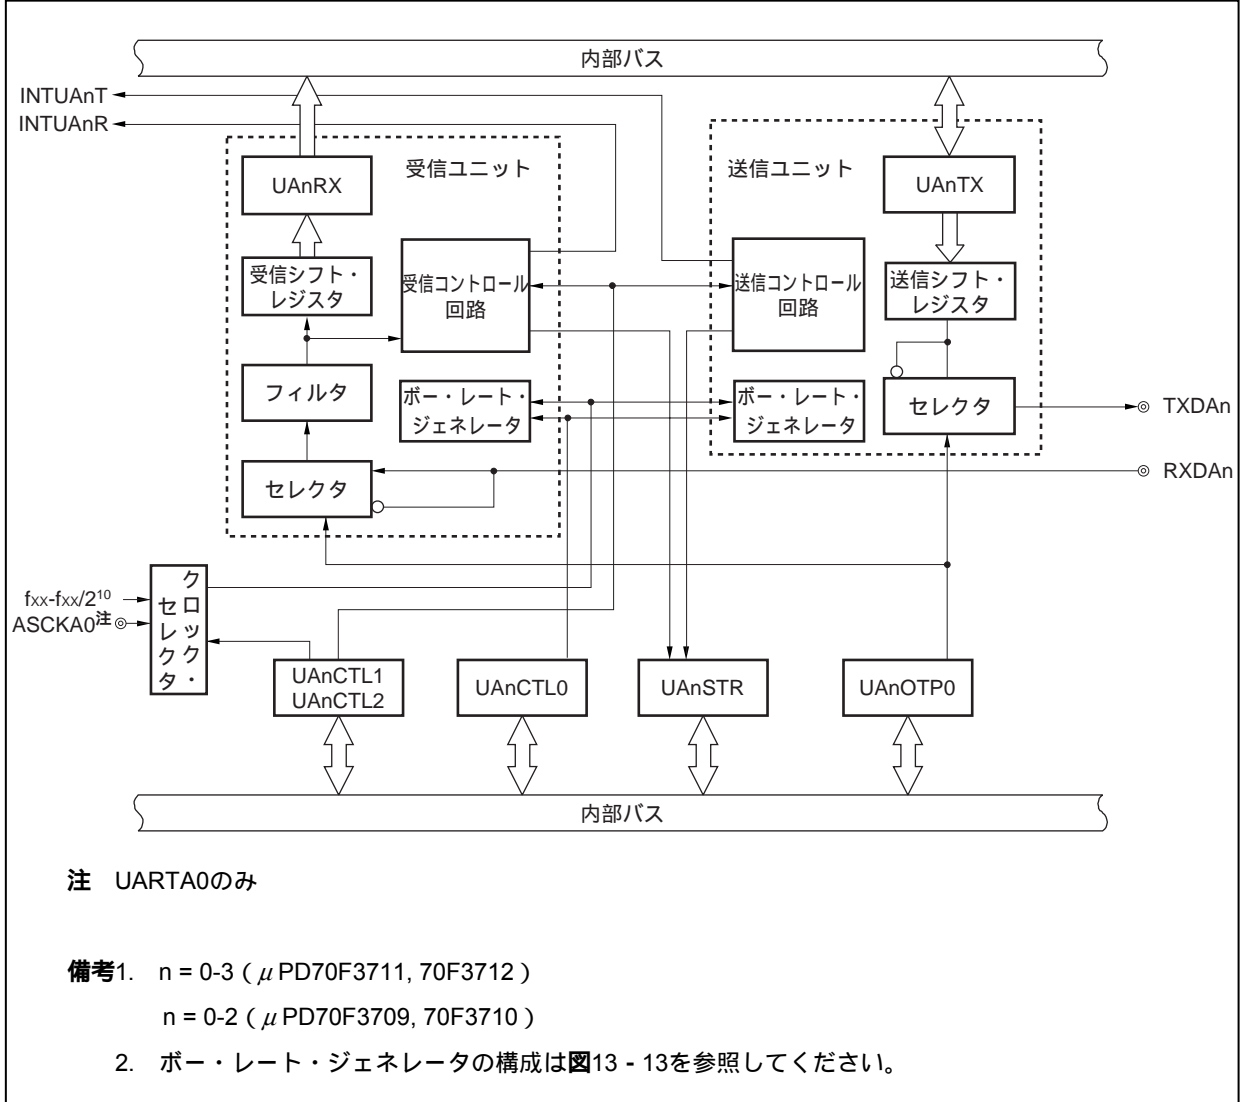 内部バス
INTUAnT
INTUAnR
受信ユニット
送信ユニット
UAnRX
UAnTX
受信シフト・
レジスタ
受信コントロール
回路
送信コントロール
回路
送信シフト・
レジスタ
フィルタ
ボー・レート・
ジェネレータ
ボー・レート・
ジェネレータ
セレクタ
TXDAn
セレクタ
RXDAn
fxx-fxx/2¹⁰
ASCKA0注
クロック・
セレクタ
UAnCTL1
UAnCTL2
UAnCTL0
UAnSTR
UAnOTP0
内部バス
注 UARTA0のみ
備考1. n = 0-3（μPD70F3711, 70F3712）
n = 0-2（μPD70F3709, 70F3710）
2. ボー・レート・ジェネレータの構成は図13-13を参照してください。